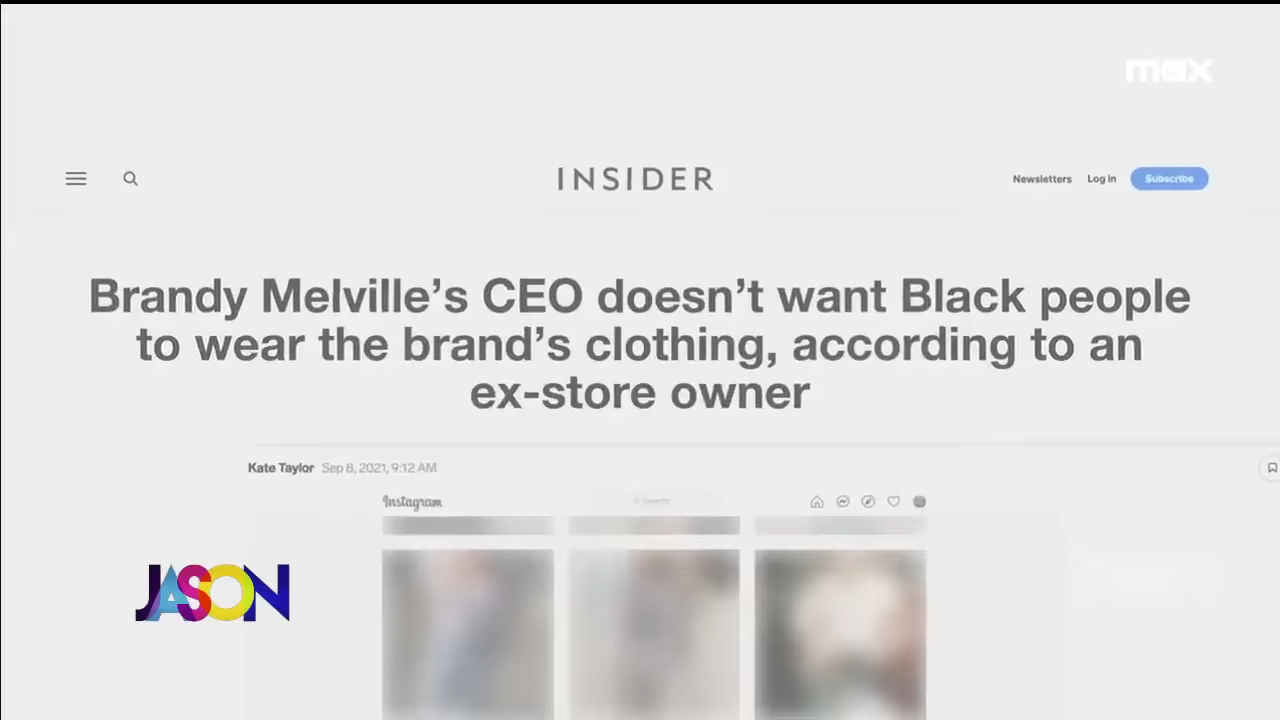 max
INSIDER
Newsletters Log in Subscribe
Brandy Melville's CEO doesn't want Black people
to wear the brand's clothing, according to an
ex-store owner
Kate Taylor Sep 8, 2021, 9:12 AM
Instagram
JASON